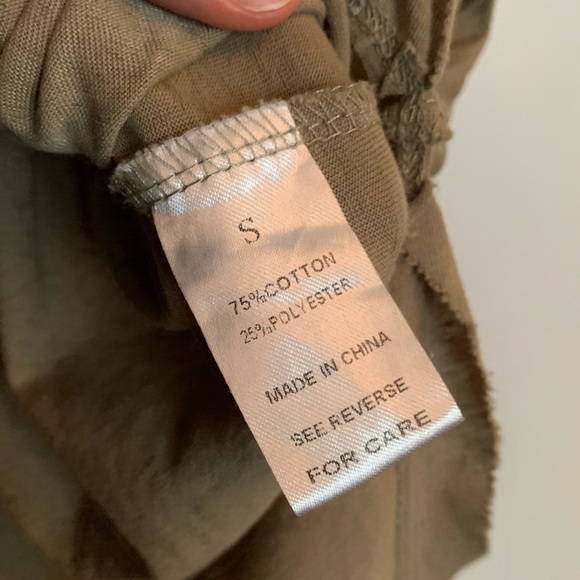 S
75%COTTON
25%POLYESTER
MADE IN CHINA
SEE REVERSE
FOR CARE